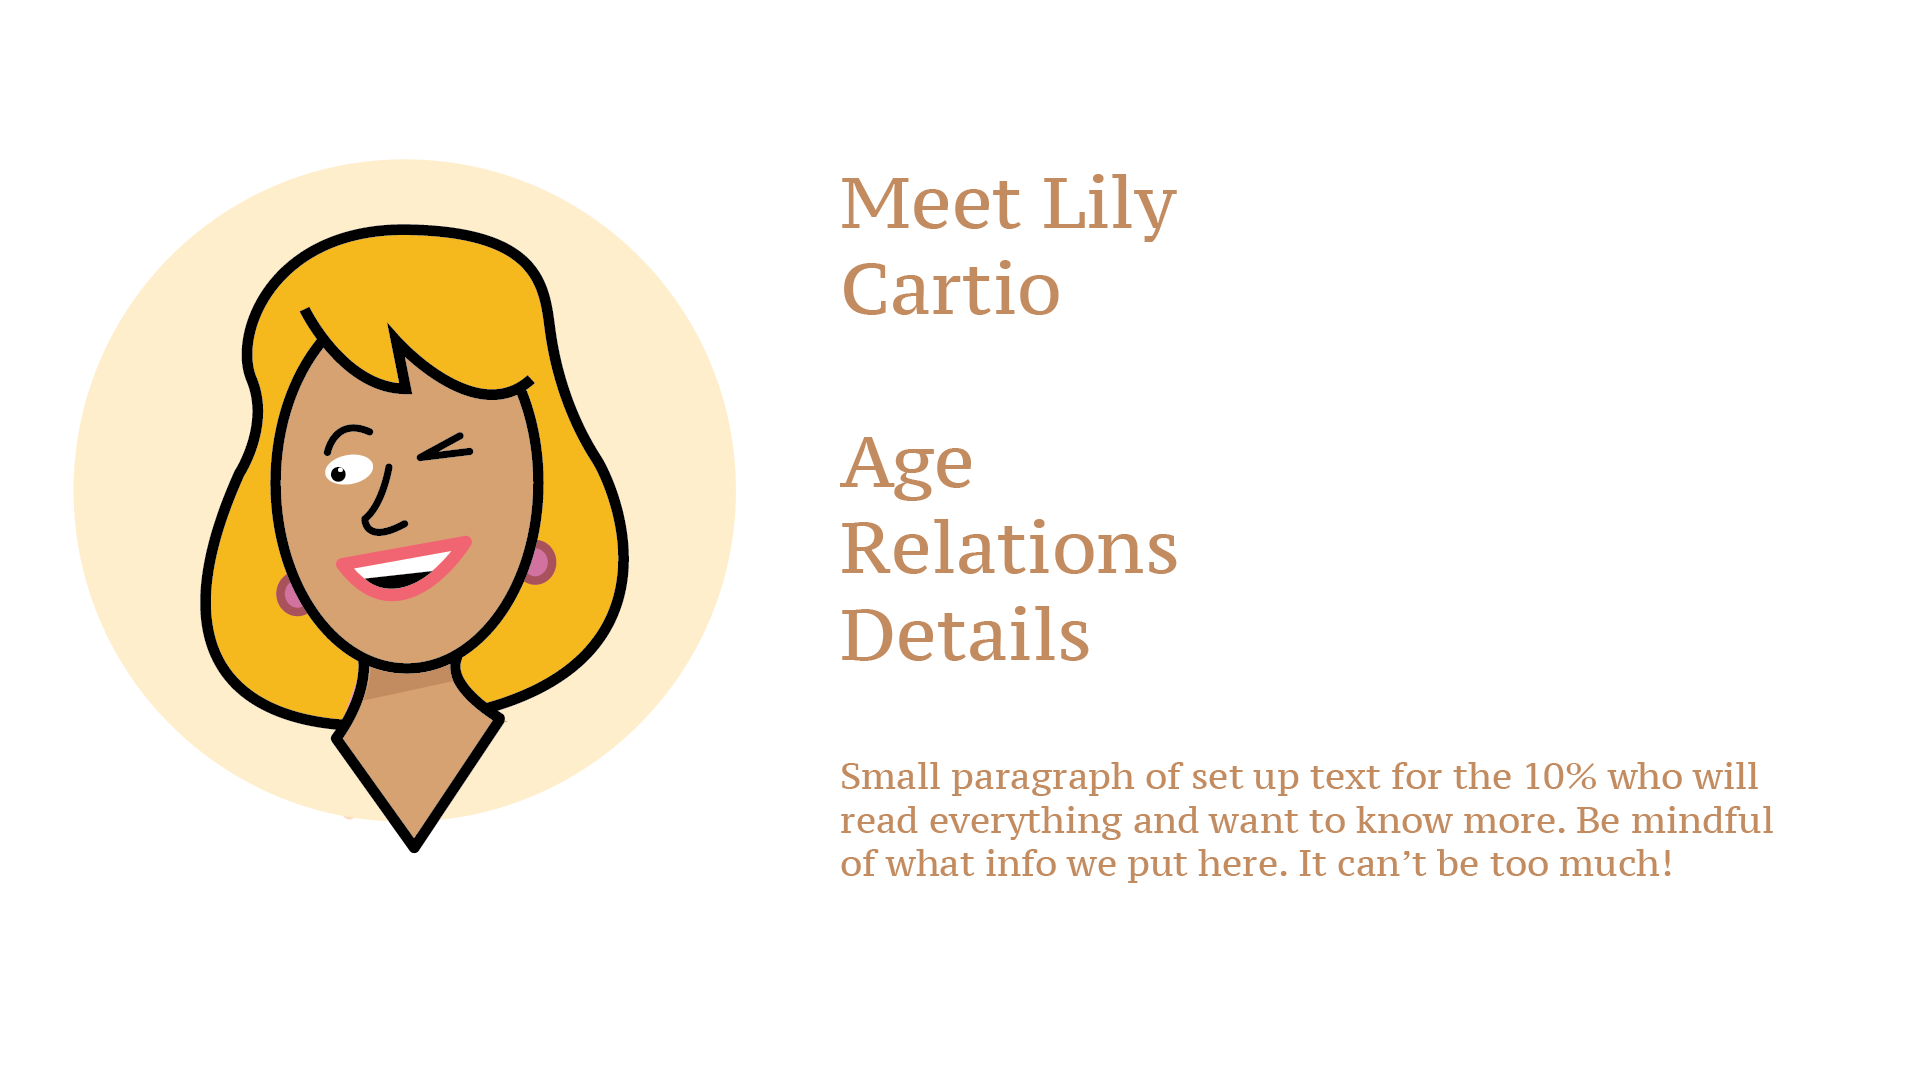 Meet Lily
Cartio
Age
Relations
Details
Small paragraph of set up text for the 10% who will
read everything and want to know more. Be mindful
of what info we put here. It can’t be too much!